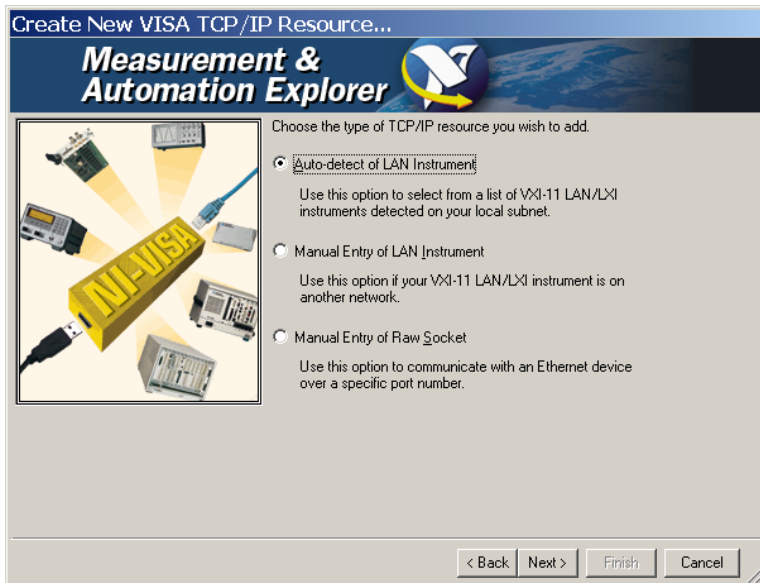 Create New VISA TCP/IP Resource...
Measurement &
Automation Explorer
NI-VISA
Choose the type of TCP/IP resource you wish to add.
Auto-detect of LAN Instrument
Use this option to select from a list of VXI-11 LAN/LXI
instruments detected on your local subnet.
Manual Entry of LAN Instrument
Use this option if your VXI-11 LAN/LXI instrument is on
another network.
Manual Entry of Raw Socket
Use this option to communicate with an Ethernet device
over a specific port number.
< Back Next > Finish Cancel